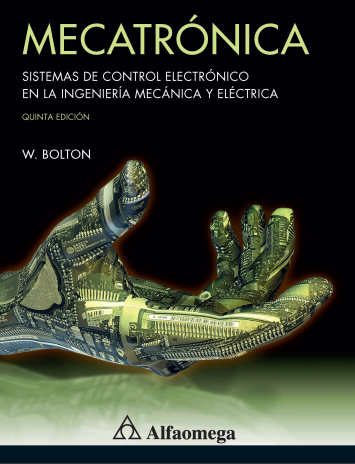 MECATRÓNICA
SISTEMAS DE CONTROL ELECTRÓNICO
EN LA INGENIERÍA MECÁNICA Y ELÉCTRICA
QUINTA EDICIÓN
W. BOLTON
Alfaomega